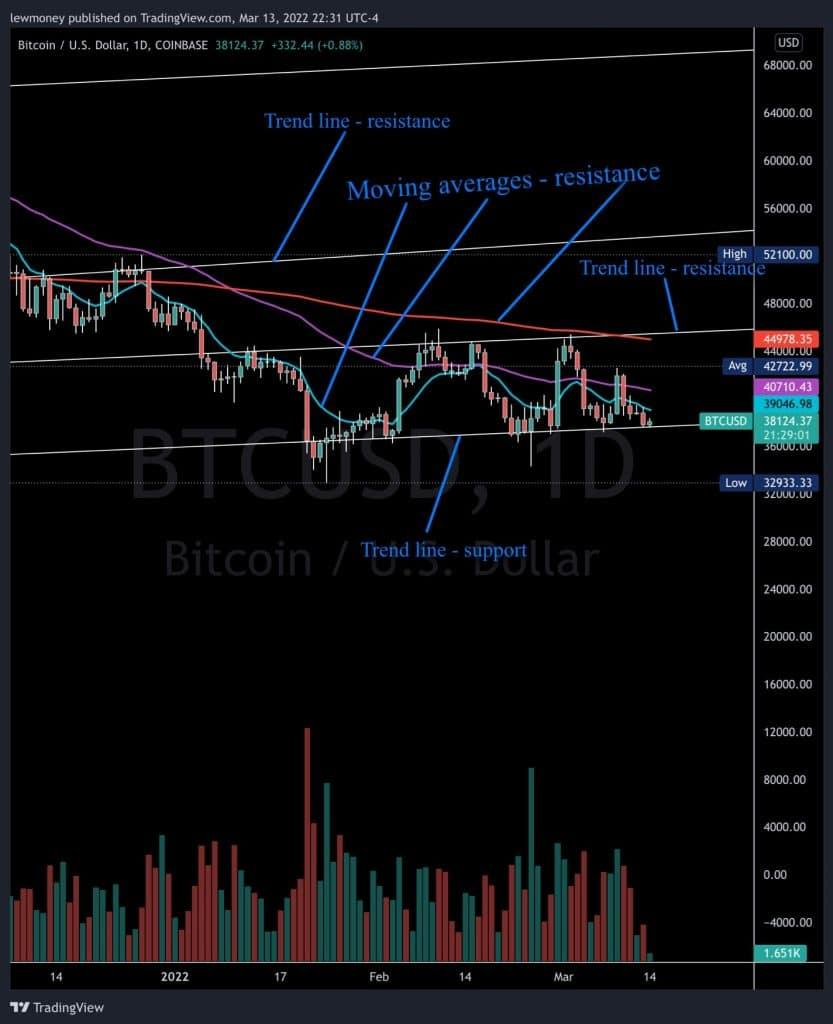 lewmoney published on TradingView.com, Mar 13, 2022 22:31 UTC-4
Bitcoin / U.S. Dollar, 1D, COINBASE 38124.37 +332.44 (+0.88%)
USD
68000.00
Trend line - resistance
64000.00
60000.00
Moving averages - resistance
56000.00
High 52100.00
Trend line - resistance
48000.00
44978.35
44000.00
Avg 42722.99
40710.43
39046.98
BTCUSD 38124.37
21:29:01
36000.00
BTCUSD, 1D
Low 32933.33
32000.00
Trend line - support
Bitcoin / U.S. Dollar
28000.00
24000.00
20000.00
16000.00
12000.00
8000.00
4000.00
0.00
−4000.00
1.651K
14 2022 17 Feb 14 Mar 14
TradingView